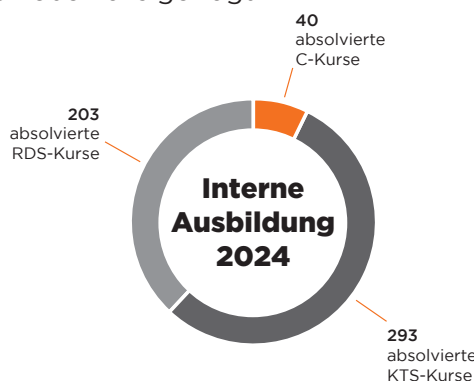 40
absolvierte
C-Kurse
203
absolvierte
RDS-Kurse
Interne
Ausbildung
2024
293
absolvierte
KTS-Kurse